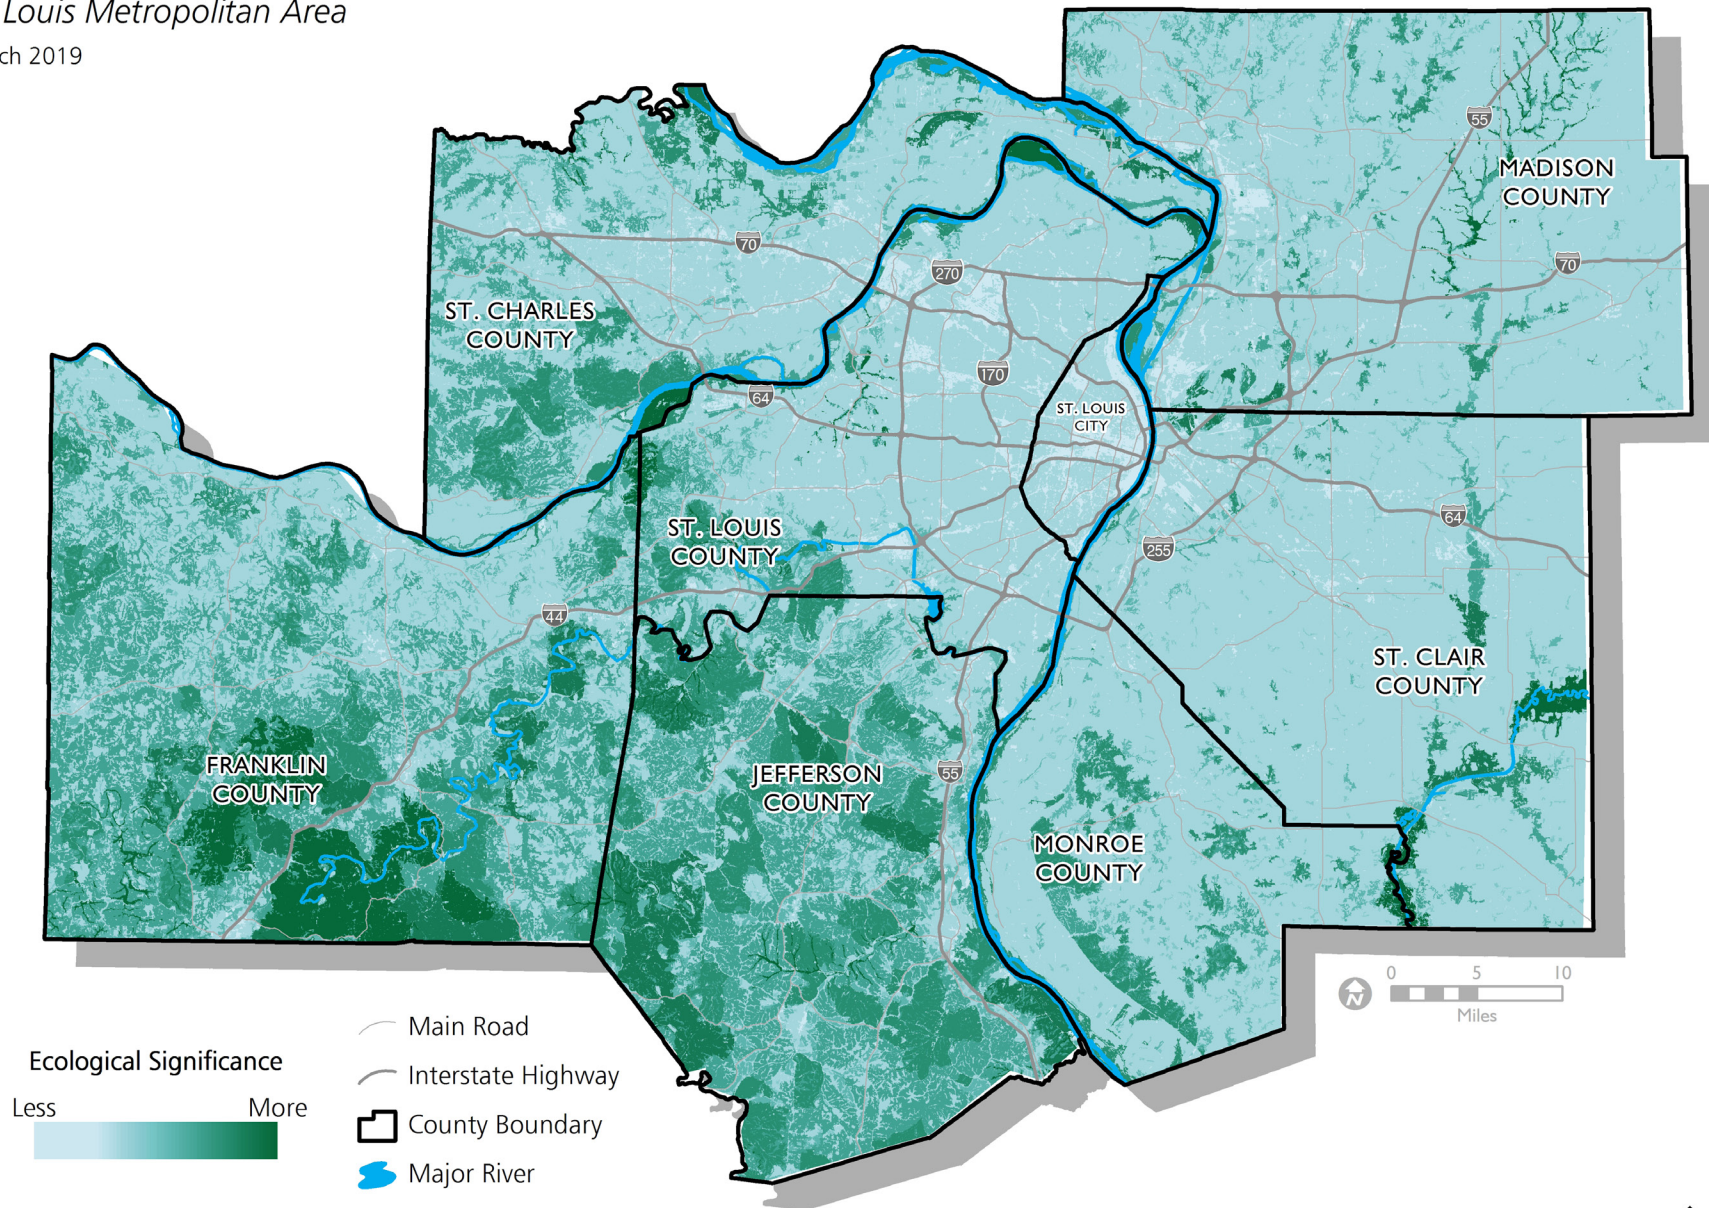 Louis Metropolitan Area
ch 2019
MADISON
COUNTY
55
70
70
270
ST. CHARLES
COUNTY
170
64
ST. LOUIS
CITY
ST. LOUIS
COUNTY
64
255
44
ST. CLAIR
COUNTY
FRANKLIN
COUNTY
JEFFERSON
COUNTY
55
MONROE
COUNTY
0 5 10
N
Miles
Ecological Significance
Less More
Main Road
Interstate Highway
County Boundary
Major River